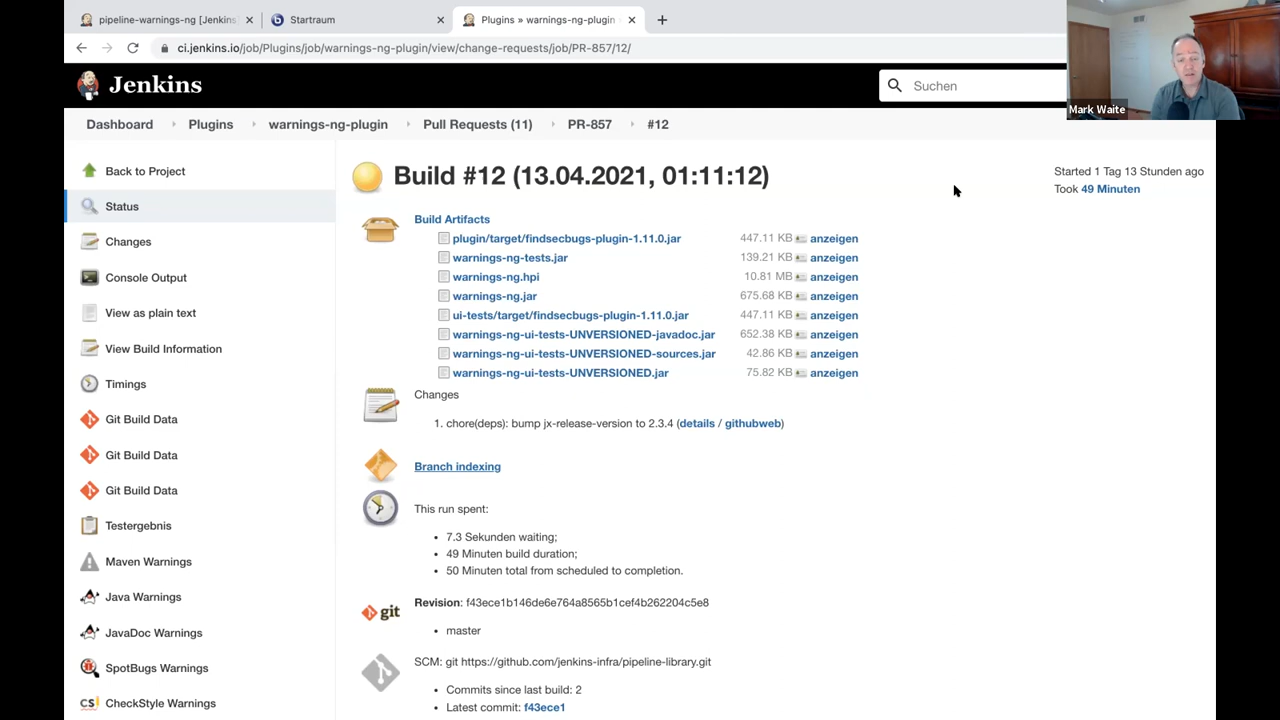 pipeline-warnings-ng [Jenkins]
Startraum
Plugins » warnings-ng-plugin
ci.jenkins.io/job/Plugins/job/warnings-ng-plugin/view/change-requests/job/PR-857/12/
Jenkins
Suchen
Mark Waite
Dashboard Plugins warnings-ng-plugin Pull Requests (11) PR-857 #12
Back to Project
Status
Changes
Console Output
View as plain text
View Build Information
Timings
Git Build Data
Git Build Data
Git Build Data
Testergebnis
Maven Warnings
Java Warnings
JavaDoc Warnings
SpotBugs Warnings
CS! CheckStyle Warnings
Build #12 (13.04.2021, 01:11:12)
Started 1 Tag 13 Stunden ago
Took 49 Minuten
Build Artifacts
plugin/target/findsecbugs-plugin-1.11.0.jar 447.11 KB anzeigen
warnings-ng-tests.jar 139.21 KB anzeigen
warnings-ng.hpi 10.81 MB anzeigen
warnings-ng.jar 675.68 KB anzeigen
ui-tests/target/findsecbugs-plugin-1.11.0.jar 447.11 KB anzeigen
warnings-ng-ui-tests-UNVERSIONED-javadoc.jar 652.38 KB anzeigen
warnings-ng-ui-tests-UNVERSIONED-sources.jar 42.86 KB anzeigen
warnings-ng-ui-tests-UNVERSIONED.jar 75.82 KB anzeigen
Changes
1. chore(deps): bump jx-release-version to 2.3.4 (details / githubweb)
Branch indexing
This run spent:
• 7.3 Sekunden waiting;
• 49 Minuten build duration;
• 50 Minuten total from scheduled to completion.
git
Revision: f43ece1b146de6e764a8565b1cef4b262204c5e8
• master
SCM: git https://github.com/jenkins-infra/pipeline-library.git
• Commits since last build: 2
• Latest commit: f43ece1